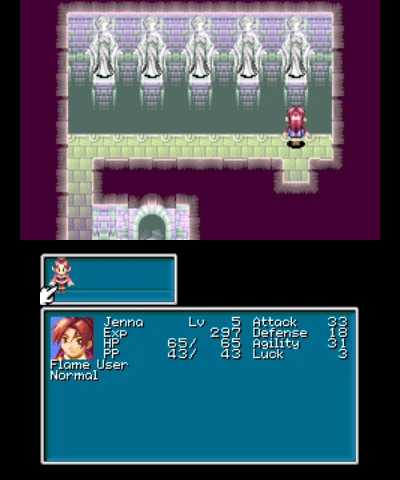 Jenna Lv 5 Attack 33
Exp 297 Defense 18
HP 65/ 65 Agility 31
PP 43/ 43 Luck 3
Flame User
Normal